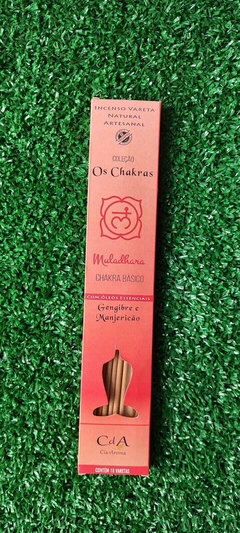 INCENSO VARETA
NATURAL
ARTESANAL
COLEÇÃO
Os Chakras
Muladhara
CHAKRA BÁSICO
COM ÓLEOS ESSENCIAIS
Gengibre e
Manjericão
CdA
Cia Aroma
CONTÉM 10 VARETAS